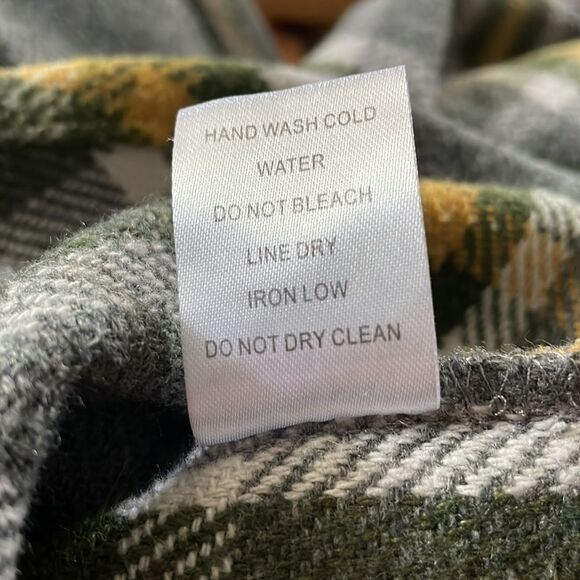 HAND WASH COLD
WATER
DO NOT BLEACH
LINE DRY
IRON LOW
DO NOT DRY CLEAN